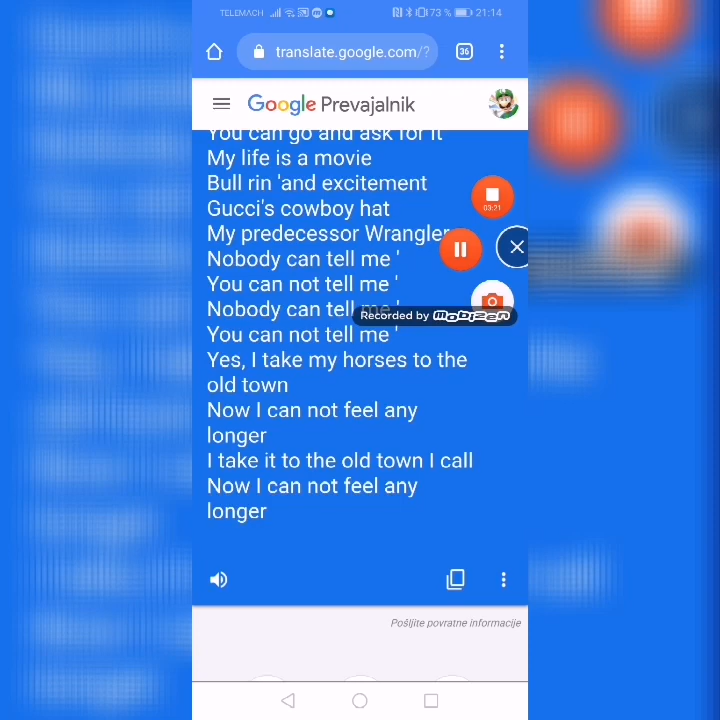 TELEMACH 73 % 21:14
translate.google.com/? 36
Google Prevajalnik
You can go and ask for it
My life is a movie
Bull rin 'and excitement
Gucci's cowboy hat
03:21
My predecessor Wrangler
Nobody can tell me '
You can not tell me '
Nobody can tell me '
Recorded by mobizen
You can not tell me '
Yes, I take my horses to the
old town
Now I can not feel any
longer
I take it to the old town I call
Now I can not feel any
longer
Pošljite povratne informacije